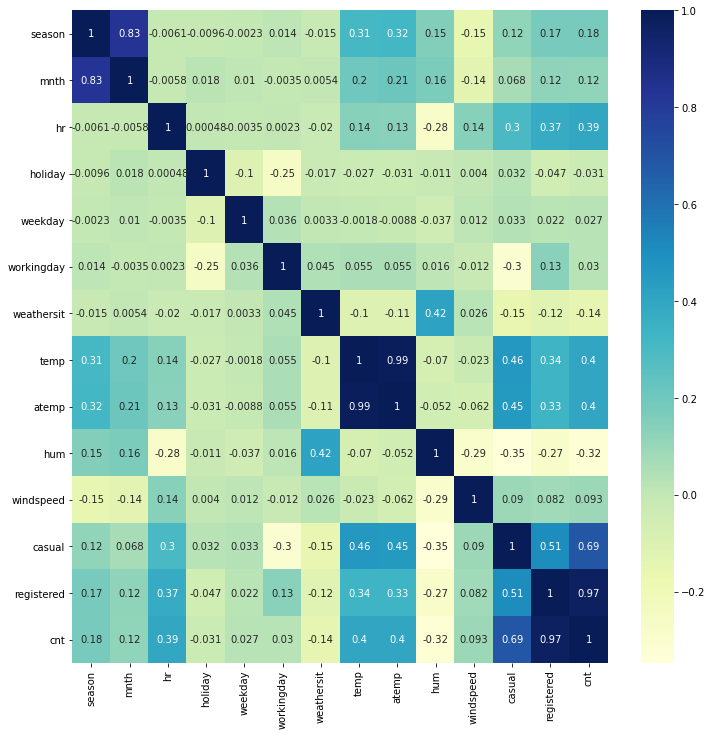 season 1 0.83 -0.0061 -0.0096 -0.0023 0.014 -0.015 0.31 0.32 0.15 -0.15 0.12 0.17 0.18
mnth 0.83 1 -0.0058 0.018 0.01 -0.0035 0.0054 0.2 0.21 0.16 -0.14 0.068 0.12 0.12
hr -0.0061 -0.0058 1 0.00048 -0.0035 0.0023 -0.02 0.14 0.13 -0.28 0.14 0.3 0.37 0.39
holiday -0.0096 0.018 0.00048 1 -0.1 -0.25 -0.017 -0.027 -0.031 -0.011 0.004 0.032 -0.047 -0.031
weekday -0.0023 0.01 -0.0035 -0.1 1 0.036 0.0033 -0.0018 -0.0088 -0.037 0.012 0.033 0.022 0.027
workingday 0.014 -0.0035 0.0023 -0.25 0.036 1 0.045 0.055 0.055 0.016 -0.012 -0.3 0.13 0.03
weathersit -0.015 0.0054 -0.02 -0.017 0.0033 0.045 1 -0.1 -0.11 0.42 0.026 -0.15 -0.12 -0.14
temp 0.31 0.2 0.14 -0.027 -0.0018 0.055 -0.1 1 0.99 -0.07 -0.023 0.46 0.34 0.4
atemp 0.32 0.21 0.13 -0.031 -0.0088 0.055 -0.11 0.99 1 -0.052 -0.062 0.45 0.33 0.4
hum 0.15 0.16 -0.28 -0.011 -0.037 0.016 0.42 -0.07 -0.052 1 -0.29 -0.35 -0.27 -0.32
windspeed -0.15 -0.14 0.14 0.004 0.012 -0.012 0.026 -0.023 -0.062 -0.29 1 0.09 0.082 0.093
casual 0.12 0.068 0.3 0.032 0.033 -0.3 -0.15 0.46 0.45 -0.35 0.09 1 0.51 0.69
registered 0.17 0.12 0.37 -0.047 0.022 0.13 -0.12 0.34 0.33 -0.27 0.082 0.51 1 0.97
cnt 0.18 0.12 0.39 -0.031 0.027 0.03 -0.14 0.4 0.4 -0.32 0.093 0.69 0.97 1
season mnth hr holiday weekday workingday weathersit temp atemp hum windspeed casual registered cnt
1.0
0.8
0.6
0.4
0.2
0.0
−0.2